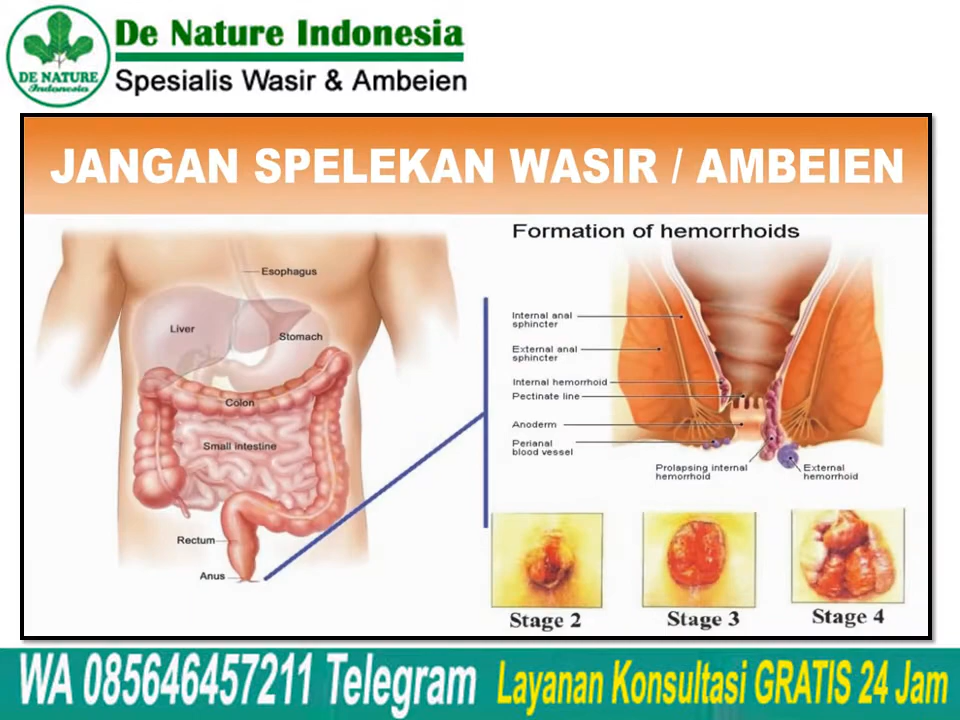 De Nature Indonesia
DE NATURE
Indonesia
Spesialis Wasir & Ambeien
JANGAN SPELEKAN WASIR / AMBEIEN
Esophagus
Liver
Stomach
Colon
Small intestine
Rectum
Anus
Formation of hemorrhoids
Internal anal
sphincter
External anal
sphincter
Internal hemorrhoid
Pectinate line
Anoderm
Perianal
blood vessel
Prolapsing internal
hemorrhoid
External
hemorrhoid
Stage 2
Stage 3
Stage 4
WA 085646457211 Telegram
Layanan Konsultasi GRATIS 24 Jam